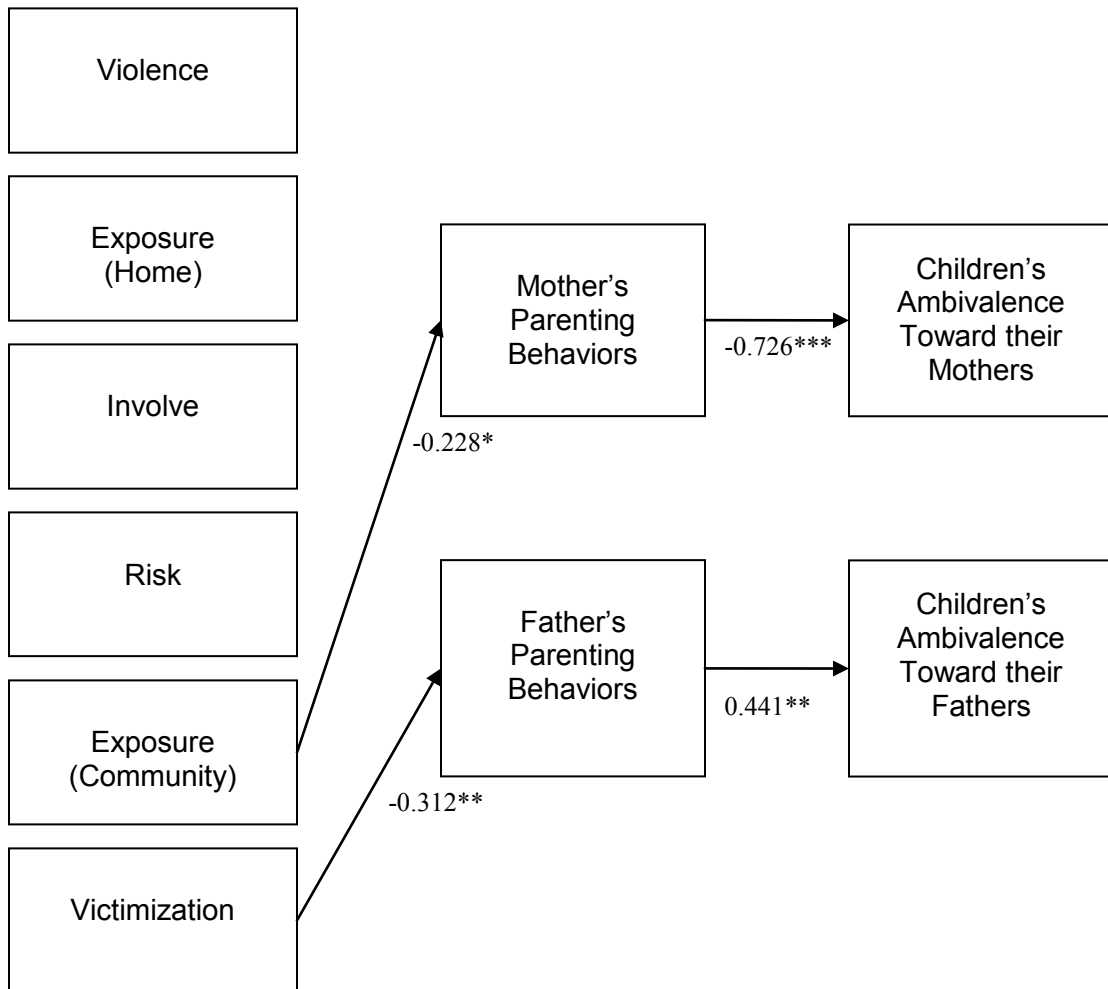 Violence
Exposure
(Home)
Involve
Risk
Exposure
(Community)
Victimization
Mother’s
Parenting
Behaviors
Father’s
Parenting
Behaviors
Children’s
Ambivalence
Toward their
Mothers
Children’s
Ambivalence
Toward their
Fathers
-0.228*
-0.312**
-0.726***
0.441**